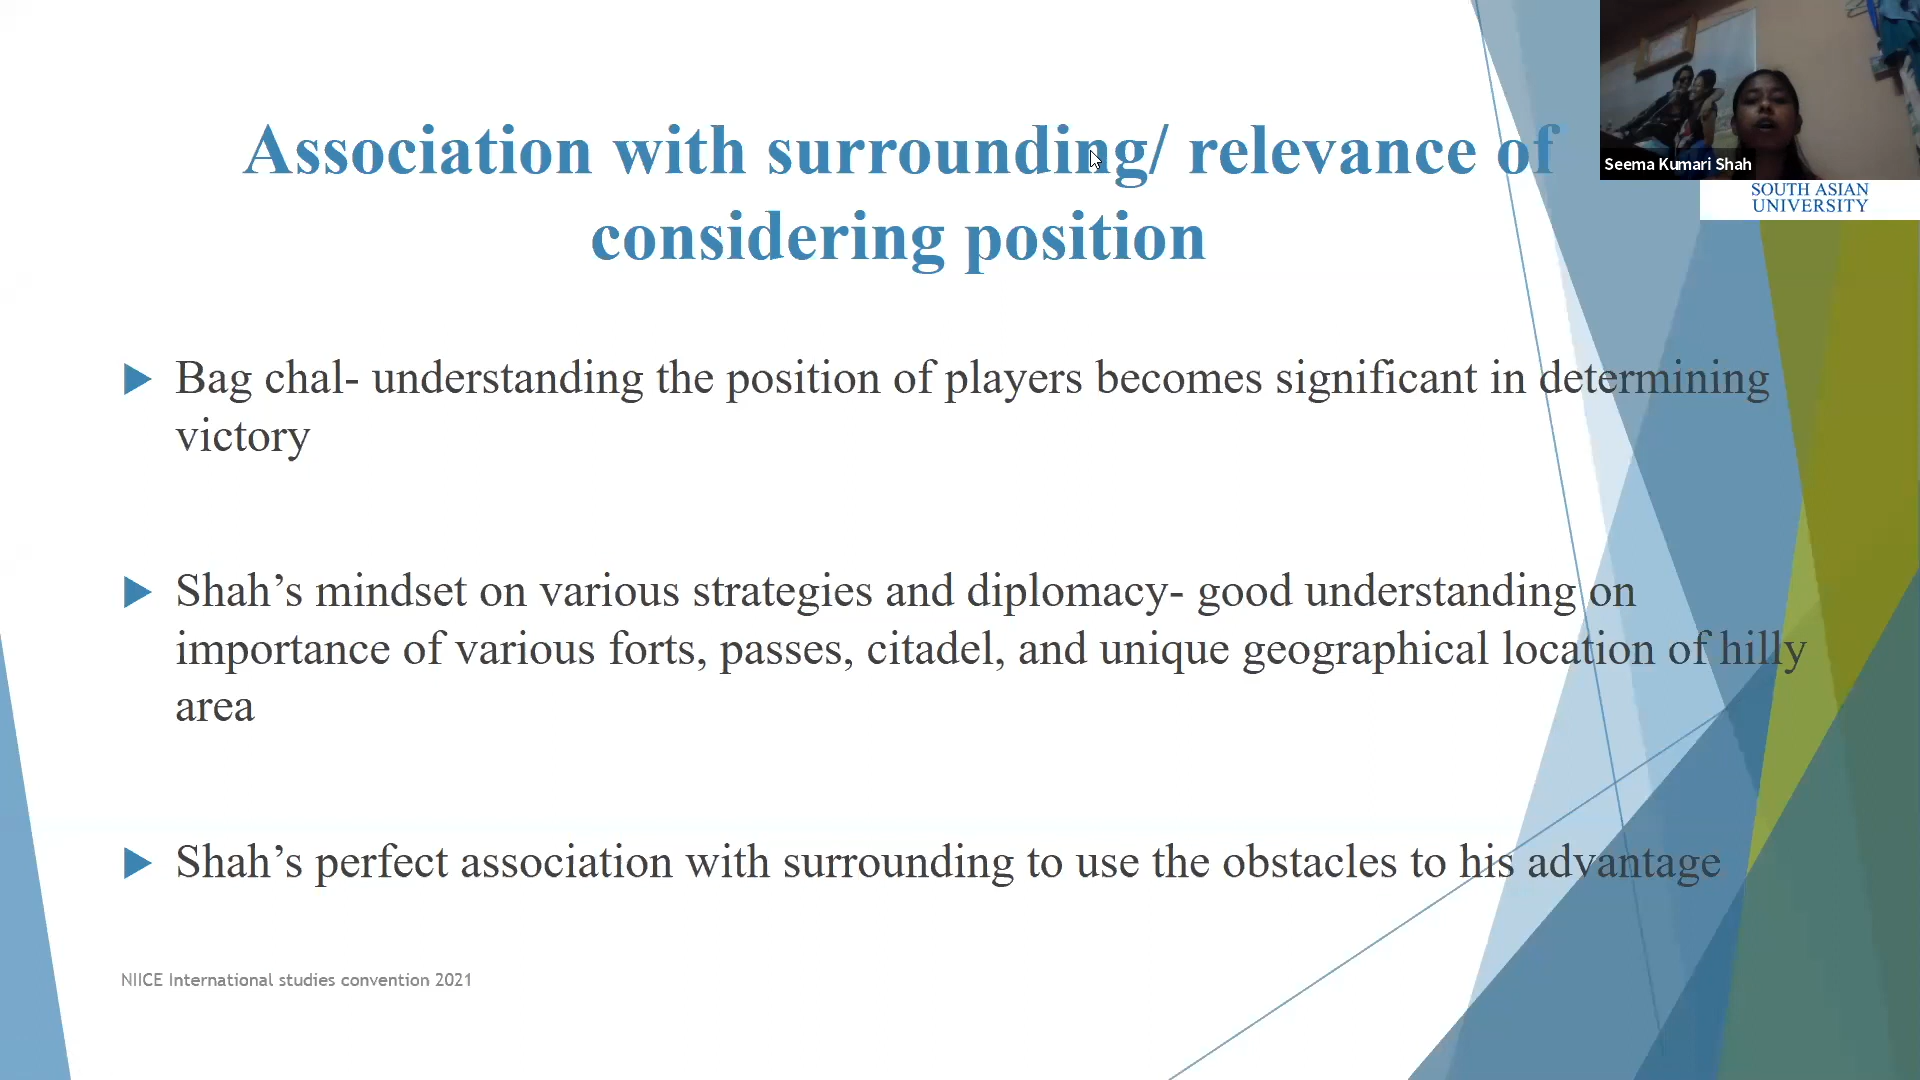 Association with surrounding/ relevance of
considering position
Seema Kumari Shah
SOUTH ASIAN
UNIVERSITY
Bag chal- understanding the position of players becomes significant in determining
victory
Shah’s mindset on various strategies and diplomacy- good understanding on
importance of various forts, passes, citadel, and unique geographical location of hilly
area
Shah’s perfect association with surrounding to use the obstacles to his advantage
NIICE International studies convention 2021